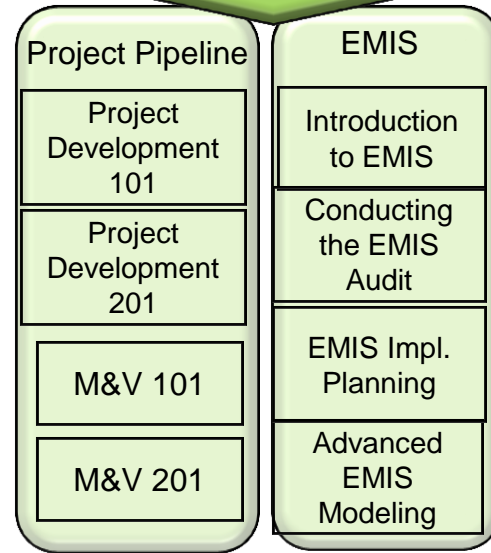 Project Pipeline
Project
Development
101
Project
Development
201
M&V 101
M&V 201
EMIS
Introduction
to EMIS
Conducting
the EMIS
Audit
EMIS Impl.
Planning
Advanced
EMIS
Modeling